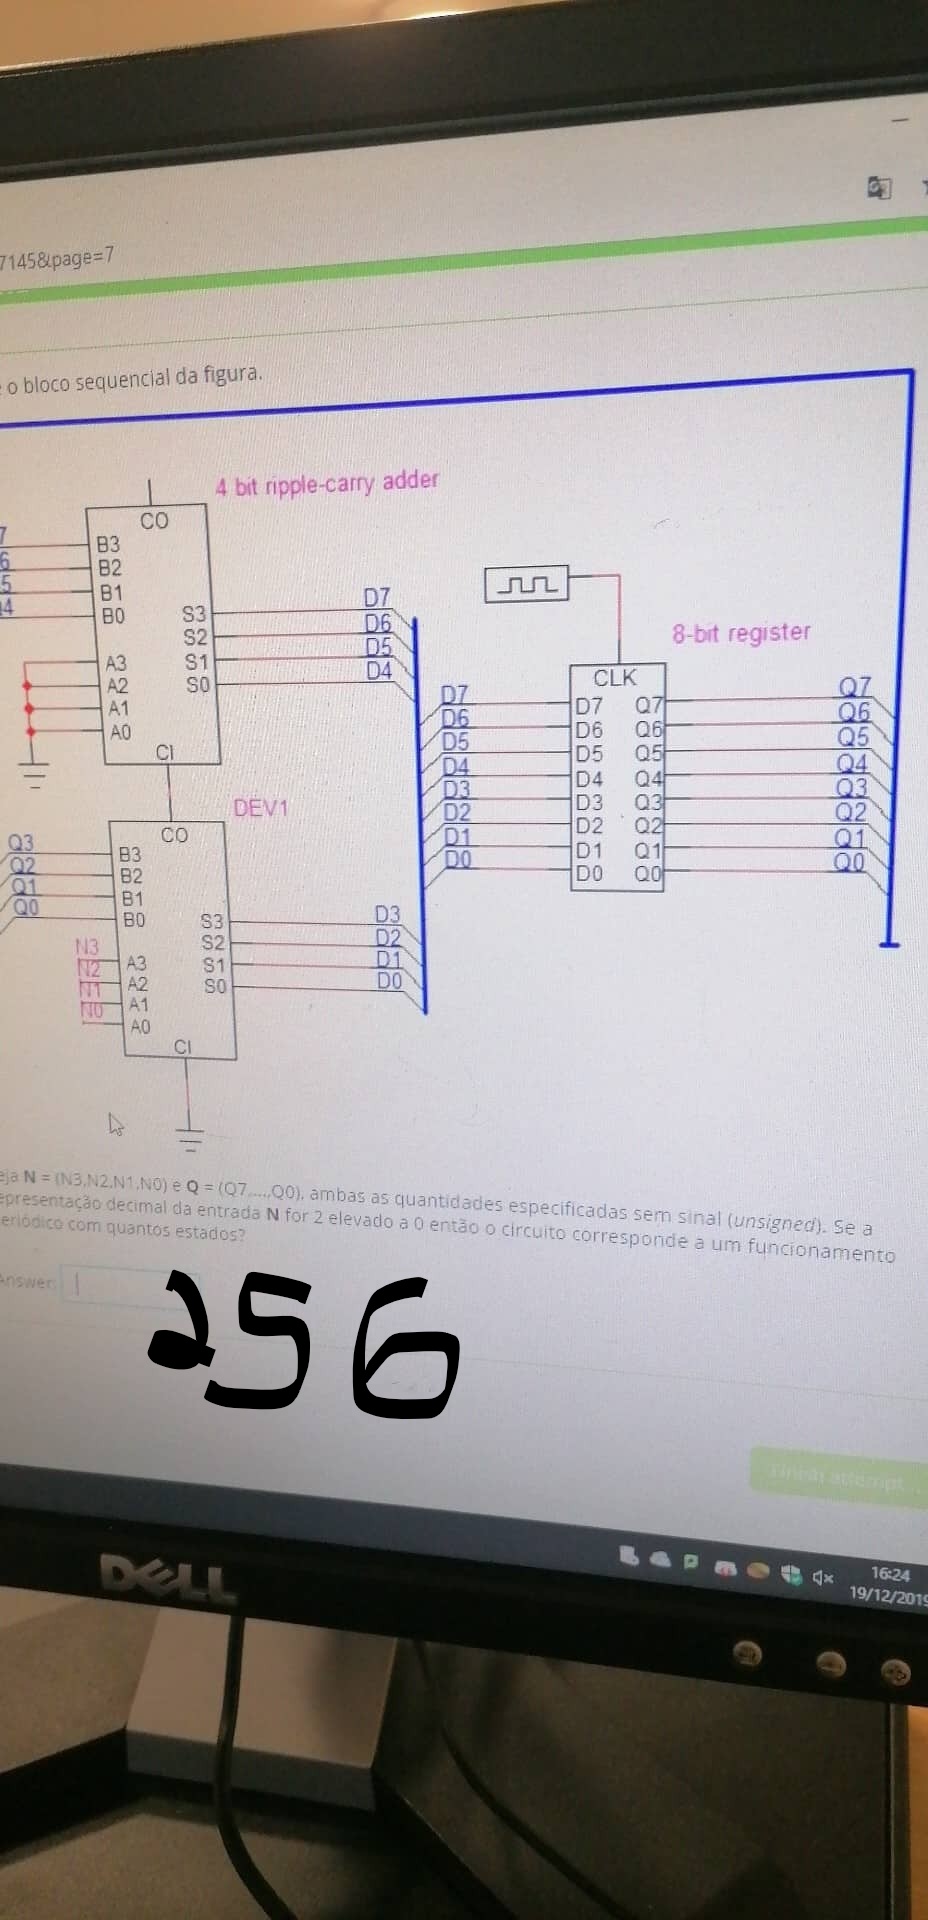 7145&page=7
o bloco sequencial da figura.
4 bit ripple-carry adder
CO
7
6
5
4
B3
B2
B1
B0
S3
S2
S1
S0
A3
A2
A1
A0
CI
D7
D6
D5
D4
8-bit register
CLK
D7
D6
D5
D4
D3
D2
D1
D0
D7 Q7
D6 Q6
D5 Q5
D4 Q4
D3 Q3
D2 Q2
D1 Q1
D0 Q0
Q7
Q6
Q5
Q4
Q3
Q2
Q1
Q0
DEV1
CO
Q3
Q2
Q1
Q0
B3
B2
B1
B0
S3
S2
S1
S0
N3
N2
N1
N0
A3
A2
A1
A0
CI
D3
D2
D1
D0
eja N = (N3,N2,N1,N0) e Q = (Q7,...,Q0), ambas as quantidades especificadas sem sinal (unsigned). Se a
epresentação decimal da entrada N for 2 elevado a 0 então o circuito corresponde a um funcionamento
eriódico com quantos estados?
Answer:
256
Finish attempt
16:24
19/12/2019
DELL